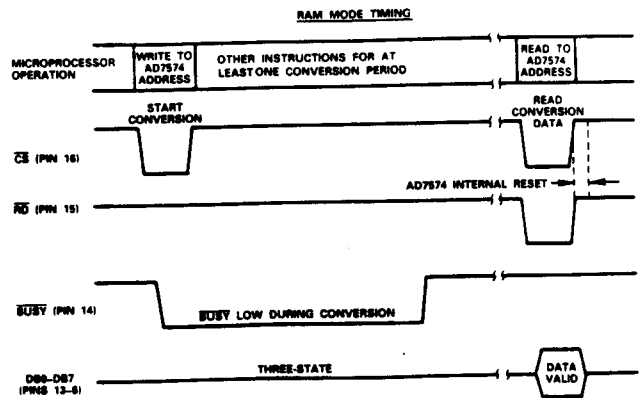 RAM MODE TIMING
MICROPROCESSOR
OPERATION
WRITE TO
AD7574
ADDRESS
OTHER INSTRUCTIONS FOR AT
LEAST ONE CONVERSION PERIOD
READ TO
AD7574
ADDRESS
START
CONVERSION
READ
CONVERSION
DATA
CS (PIN 16)
AD7574 INTERNAL RESET
RD (PIN 15)
BUSY (PIN 14)
BUSY LOW DURING CONVERSION
DB0–DB7
(PINS 13–6)
THREE-STATE
DATA
VALID